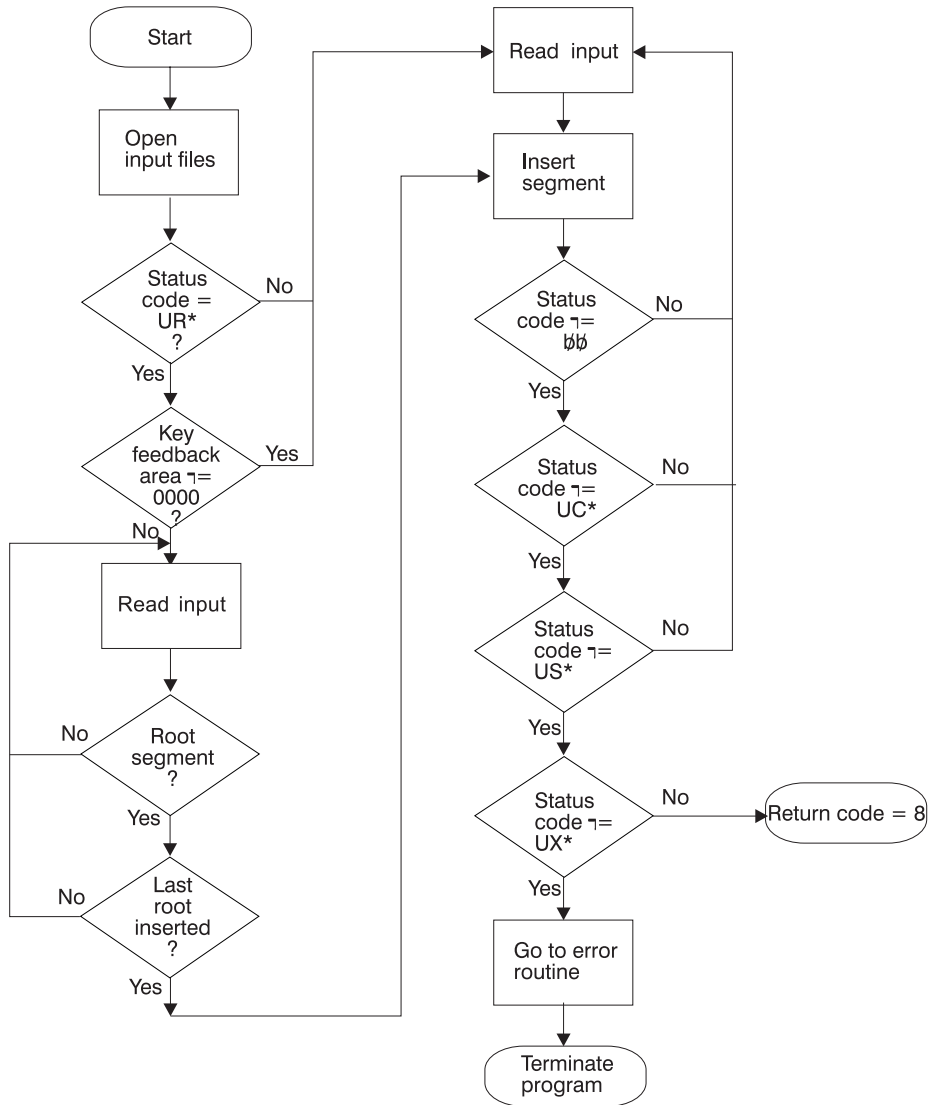 Start
Open
input files
Status
code =
UR*
?
No
Yes
Key
feedback
area ¬=
0000
?
Yes
No
Read input
Root
segment
?
No
Yes
Last
root
inserted
?
No
Yes
Read input
Insert
segment
Status
code ¬=
b̸b̸
No
Yes
Status
code ¬=
UC*
No
Yes
Status
code ¬=
US*
No
Yes
Status
code ¬=
UX*
No
Return code = 8
Yes
Go to error
routine
Terminate
program